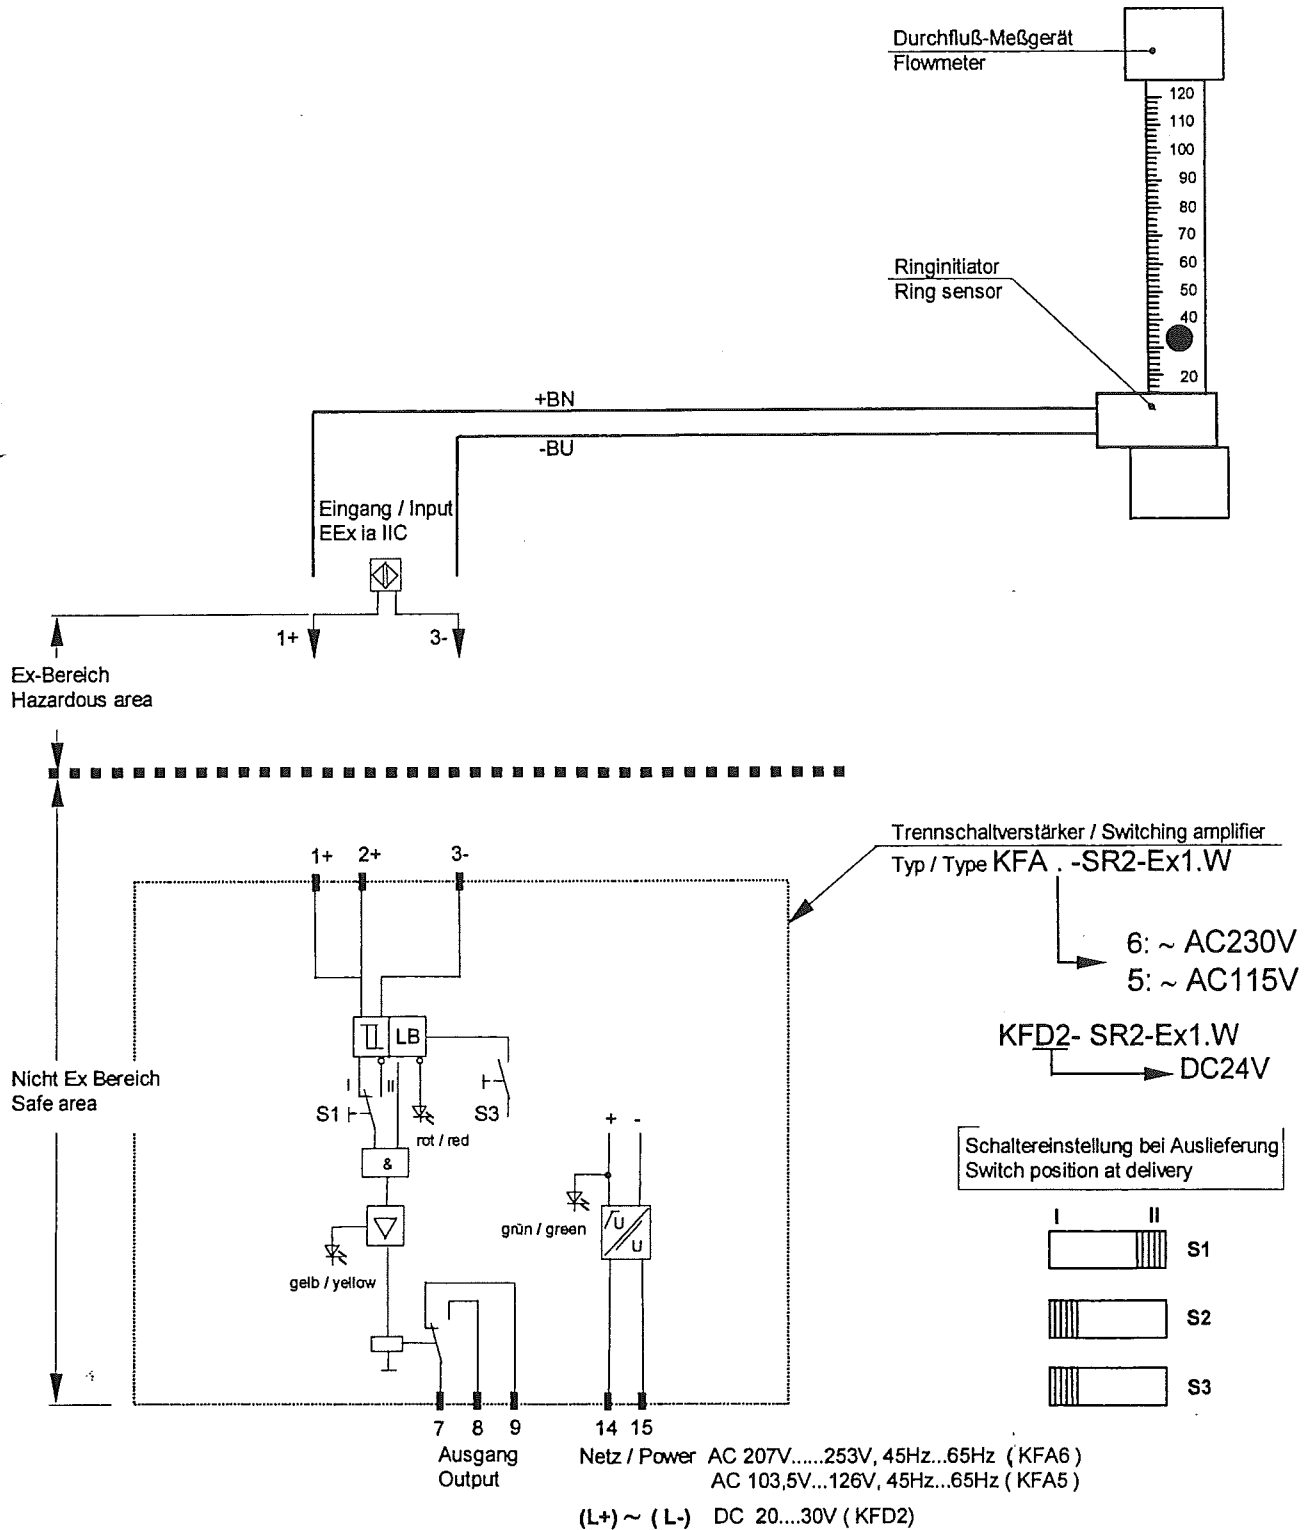 Durchfluß-Meßgerät
Flowmeter
120
110
100
90
80
70
60
50
40
20
Ringinitiator
Ring sensor
+BN
-BU
Eingang / Input
EEx ia IIC
1+
3-
Ex-Bereich
Hazardous area
Trennschaltverstärker / Switching amplifier
Typ / Type KFA . -SR2-Ex1.W
6: ~ AC230V
5: ~ AC115V
KFD2- SR2-Ex1.W
DC24V
1+
2+
3-
LB
I
II
S1
S3
rot / red
&
gelb / yellow
+
-
grün / green
U
U
Nicht Ex Bereich
Safe area
Schaltereinstellung bei Auslieferung
Switch position at delivery
I
II
S1
S2
S3
7
8
9
14
15
Ausgang
Output
Netz / Power AC 207V......253V, 45Hz...65Hz ( KFA6 )
AC 103,5V...126V, 45Hz...65Hz ( KFA5 )
(L+) ~ ( L-) DC 20....30V ( KFD2)